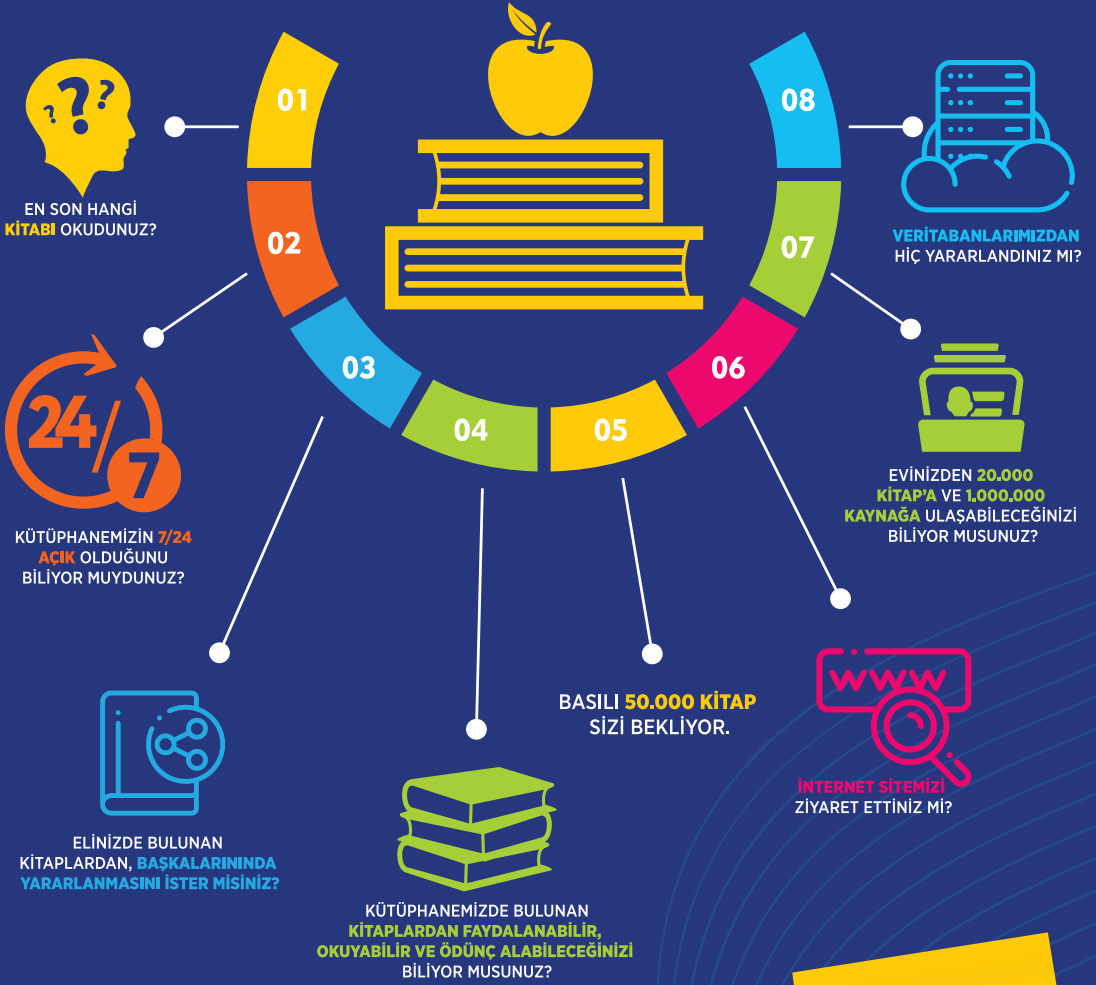 01
? ? ?
EN SON HANGİ
KİTABI OKUDUNUZ?
02
24/7
KÜTÜPHANEMİZİN 7/24
AÇIK OLDUĞUNU
BİLİYOR MUYDUNUZ?
03
ELİNİZDE BULUNAN
KİTAPLARDAN, BAŞKALARININDA
YARARLANMASINI İSTER MİSİNİZ?
04
KÜTÜPHANEMİZDE BULUNAN
KİTAPLARDAN FAYDALANABİLİR,
OKUYABİLİR VE ÖDÜNÇ ALABİLECEĞİNİZİ
BİLİYOR MUSUNUZ?
05
BASILI 50.000 KİTAP
SİZİ BEKLİYOR.
06
WWW
İNTERNET SİTEMİZİ
ZİYARET ETTİNİZ Mİ?
07
EVİNİZDEN 20.000
KİTAP'A VE 1.000.000
KAYNAĞA ULAŞABİLECEĞİNİZİ
BİLİYOR MUSUNUZ?
08
VERİTABANLARIMIZDAN
HİÇ YARARLANDINIZ MI?